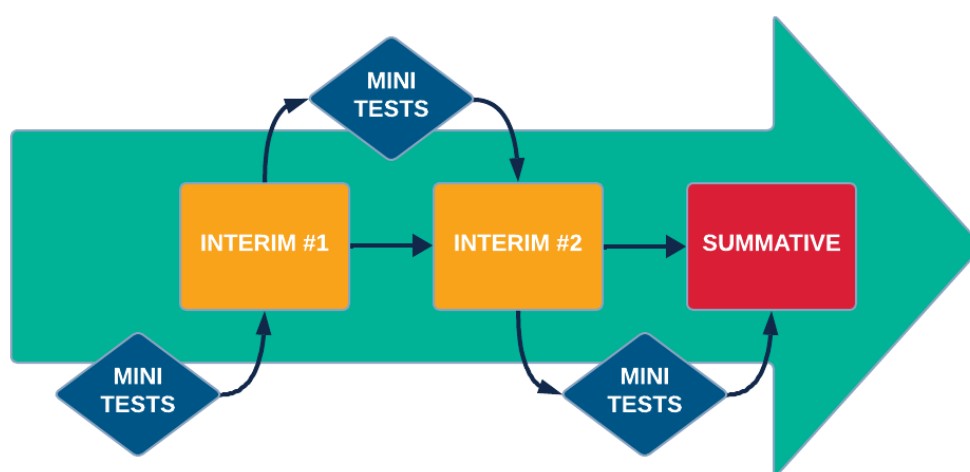 MINI
TESTS
INTERIM #1
INTERIM #2
SUMMATIVE
MINI
TESTS
MINI
TESTS